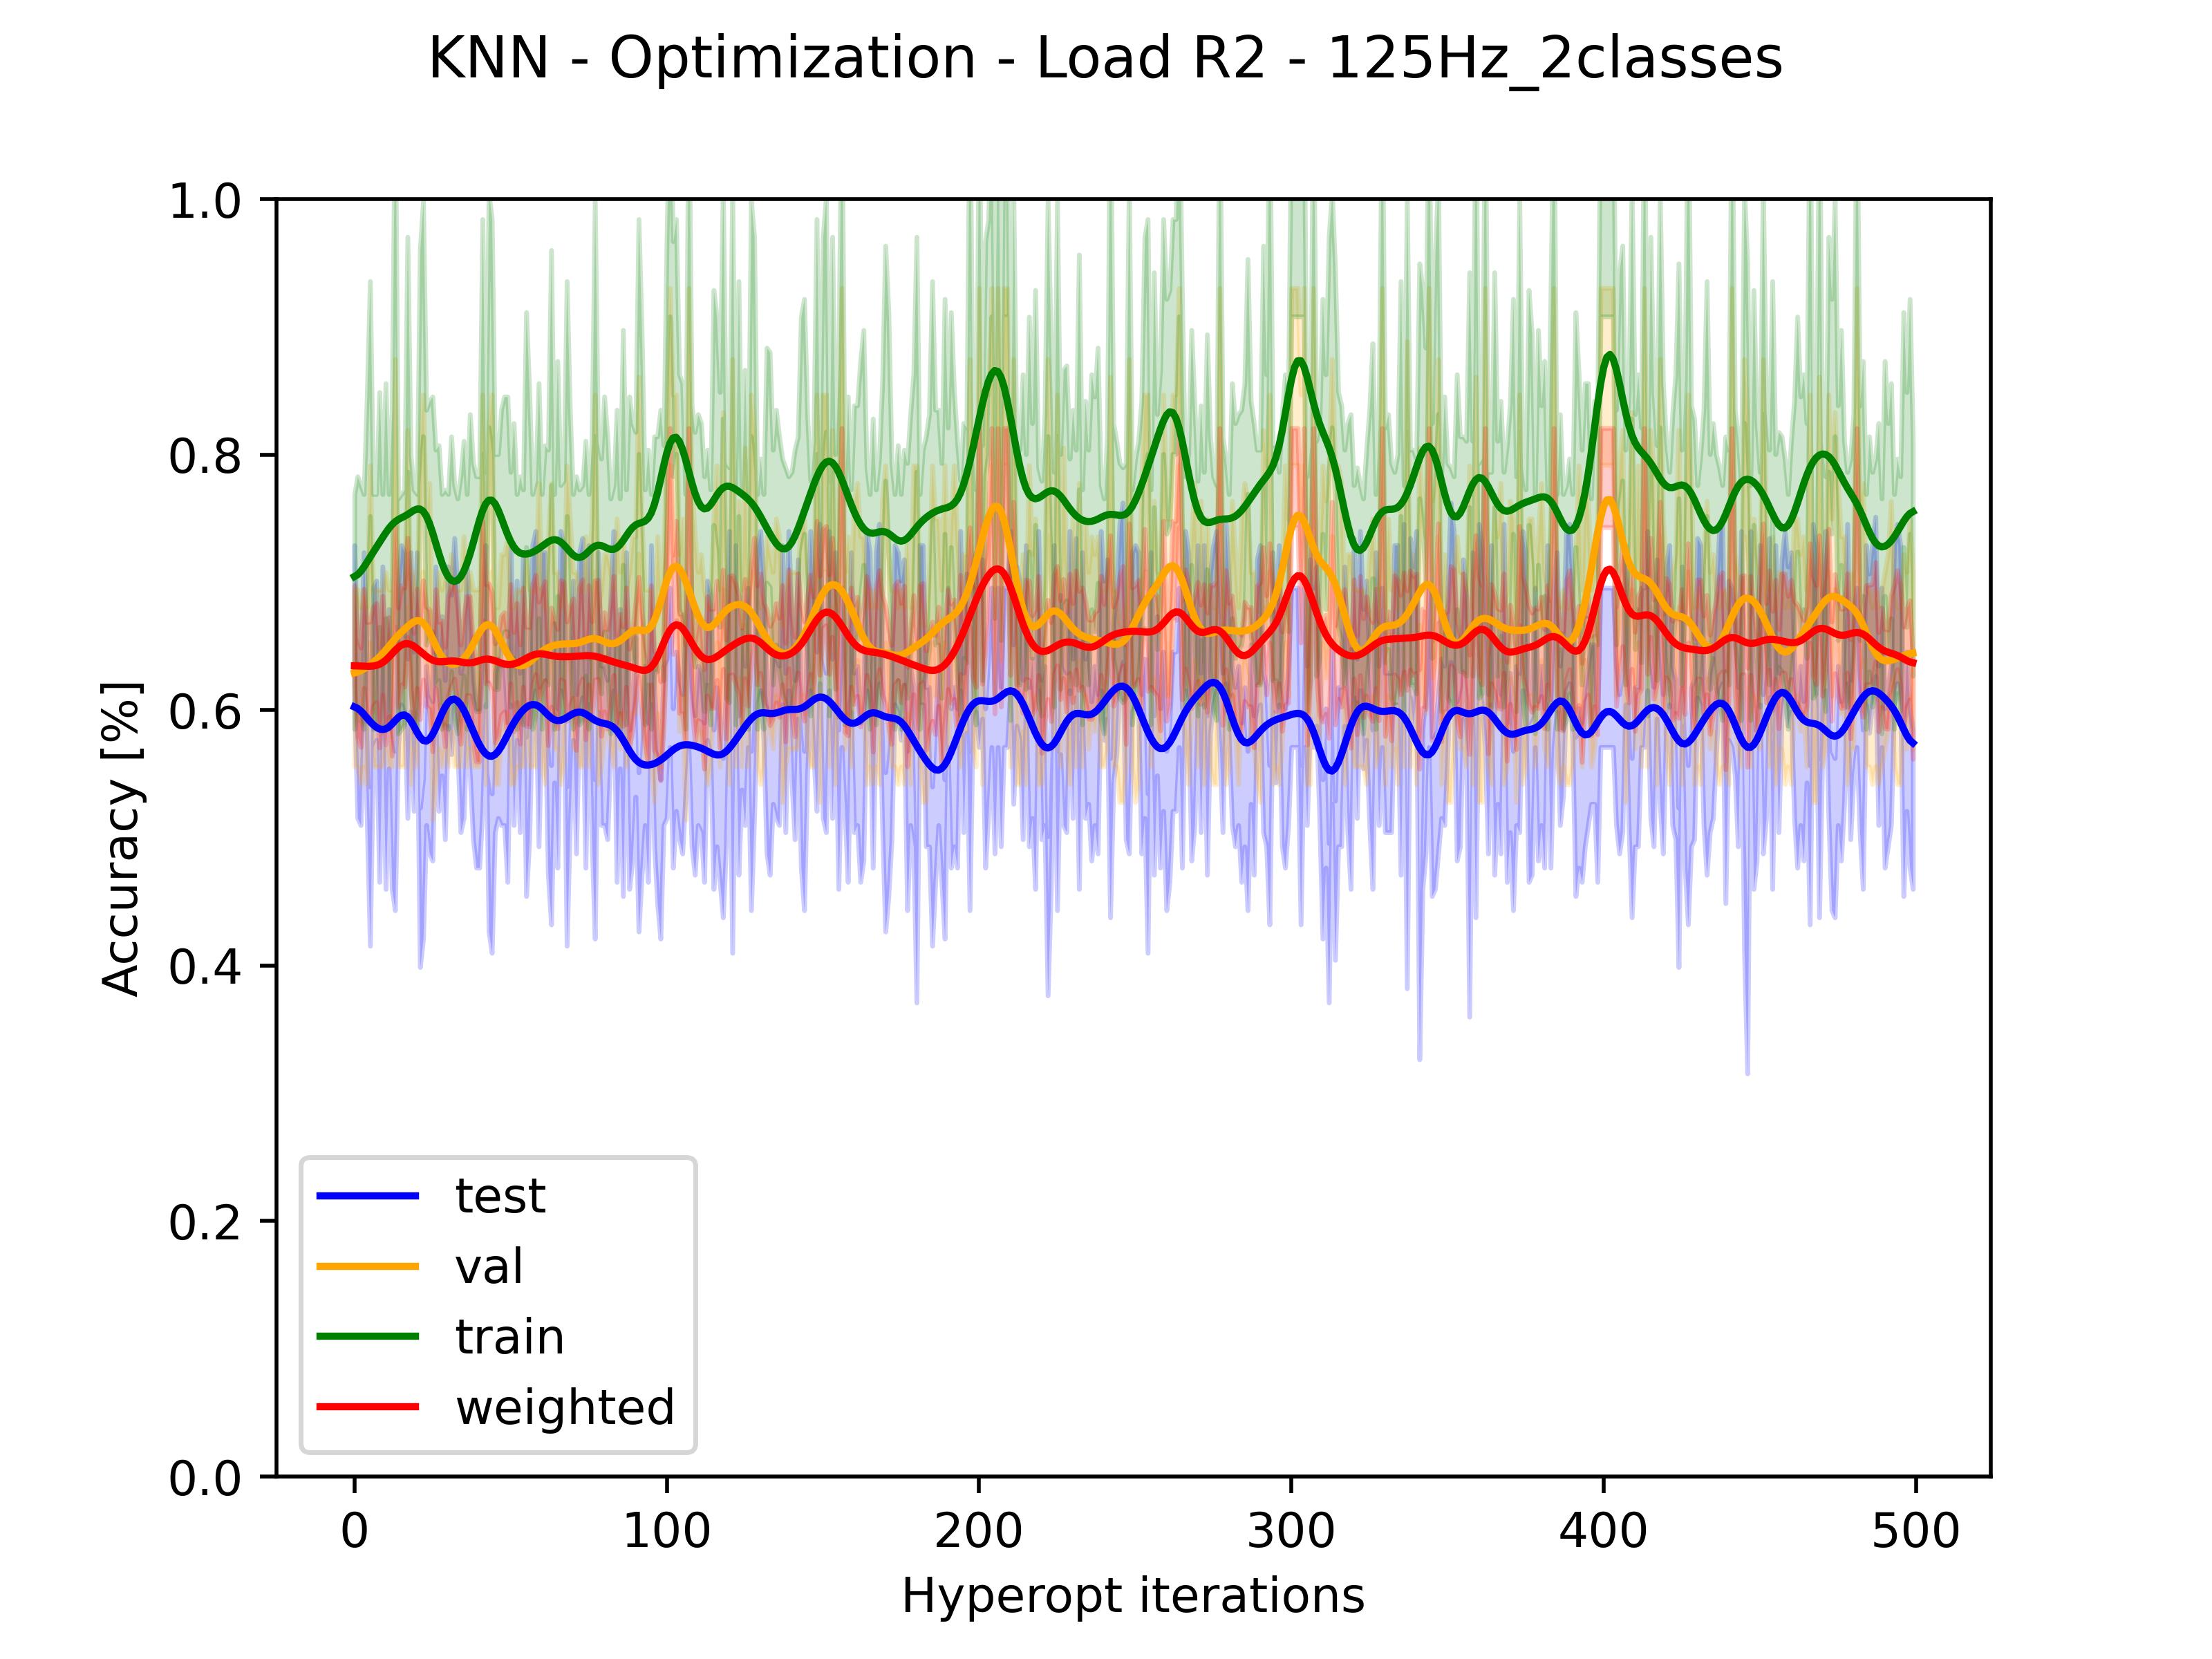 KNN - Optimization - Load R2 - 125Hz_2classes
1.0
0.8
0.6
0.4
0.2
0.0
Accuracy [%]
test
val
train
weighted
0 100 200 300 400 500
Hyperopt iterations